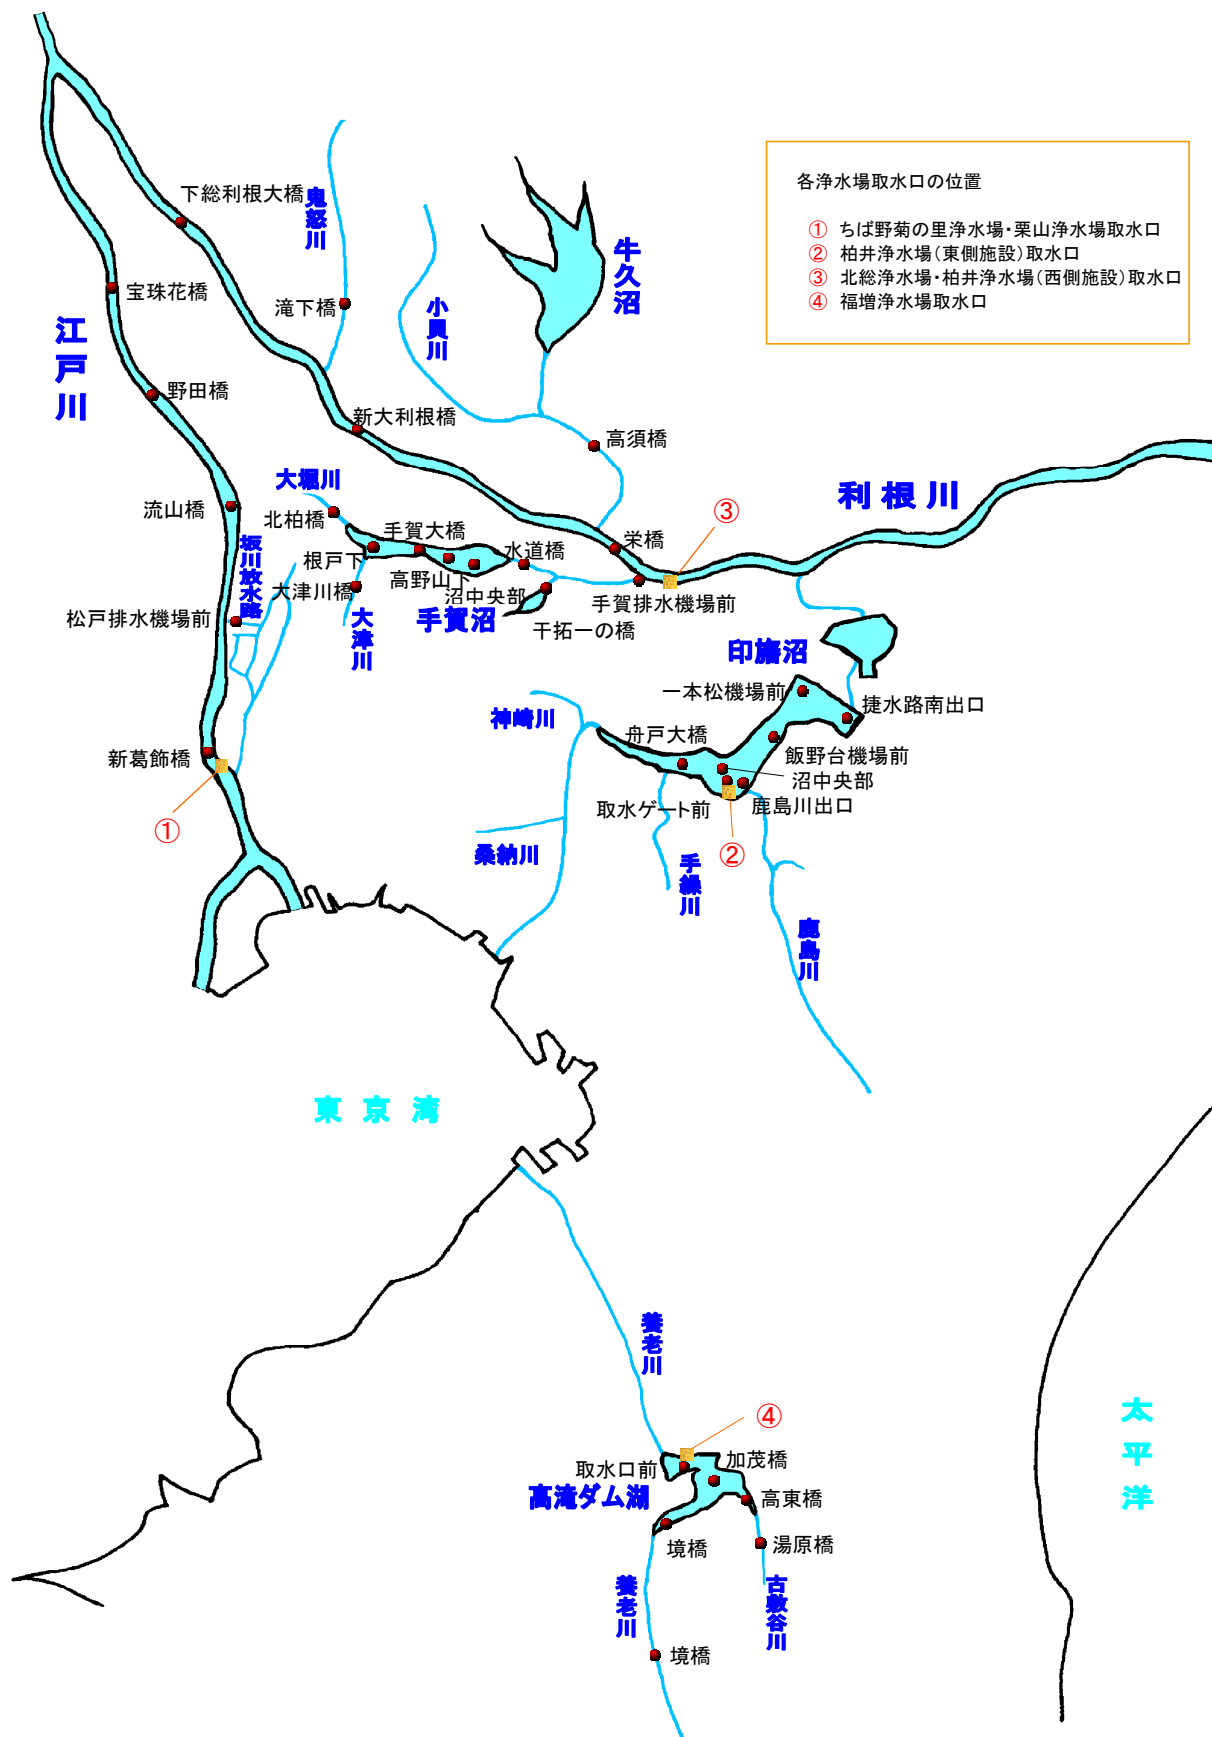 各浄水場取水口の位置
① ちば野菊の里浄水場・栗山浄水場取水口
② 柏井浄水場(東側施設)取水口
③ 北総浄水場・柏井浄水場(西側施設)取水口
④ 福増浄水場取水口
下総利根大橋
鬼怒川
牛久沼
宝珠花橋
滝下橋
小貝川
江戸川
野田橋
新大利根橋
高須橋
大堀川
利根川
流山橋
北柏橋
③
手賀大橋
栄橋
坂川放水路
根戸下
水道橋
高野山下
大津川橋
沼中央部
手賀排水機場前
松戸排水機場前
大津川
手賀沼
干拓一の橋
印旛沼
一本松機場前
捷水路南出口
神崎川
舟戸大橋
新葛飾橋
飯野台機場前
沼中央部
取水ゲート前
鹿島川出口
①
②
桑納川
手繰川
鹿島川
東京湾
養老川
太平洋
④
加茂橋
取水口前
高滝ダム湖
高東橋
境橋
湯原橋
養老川
古敷谷川
境橋